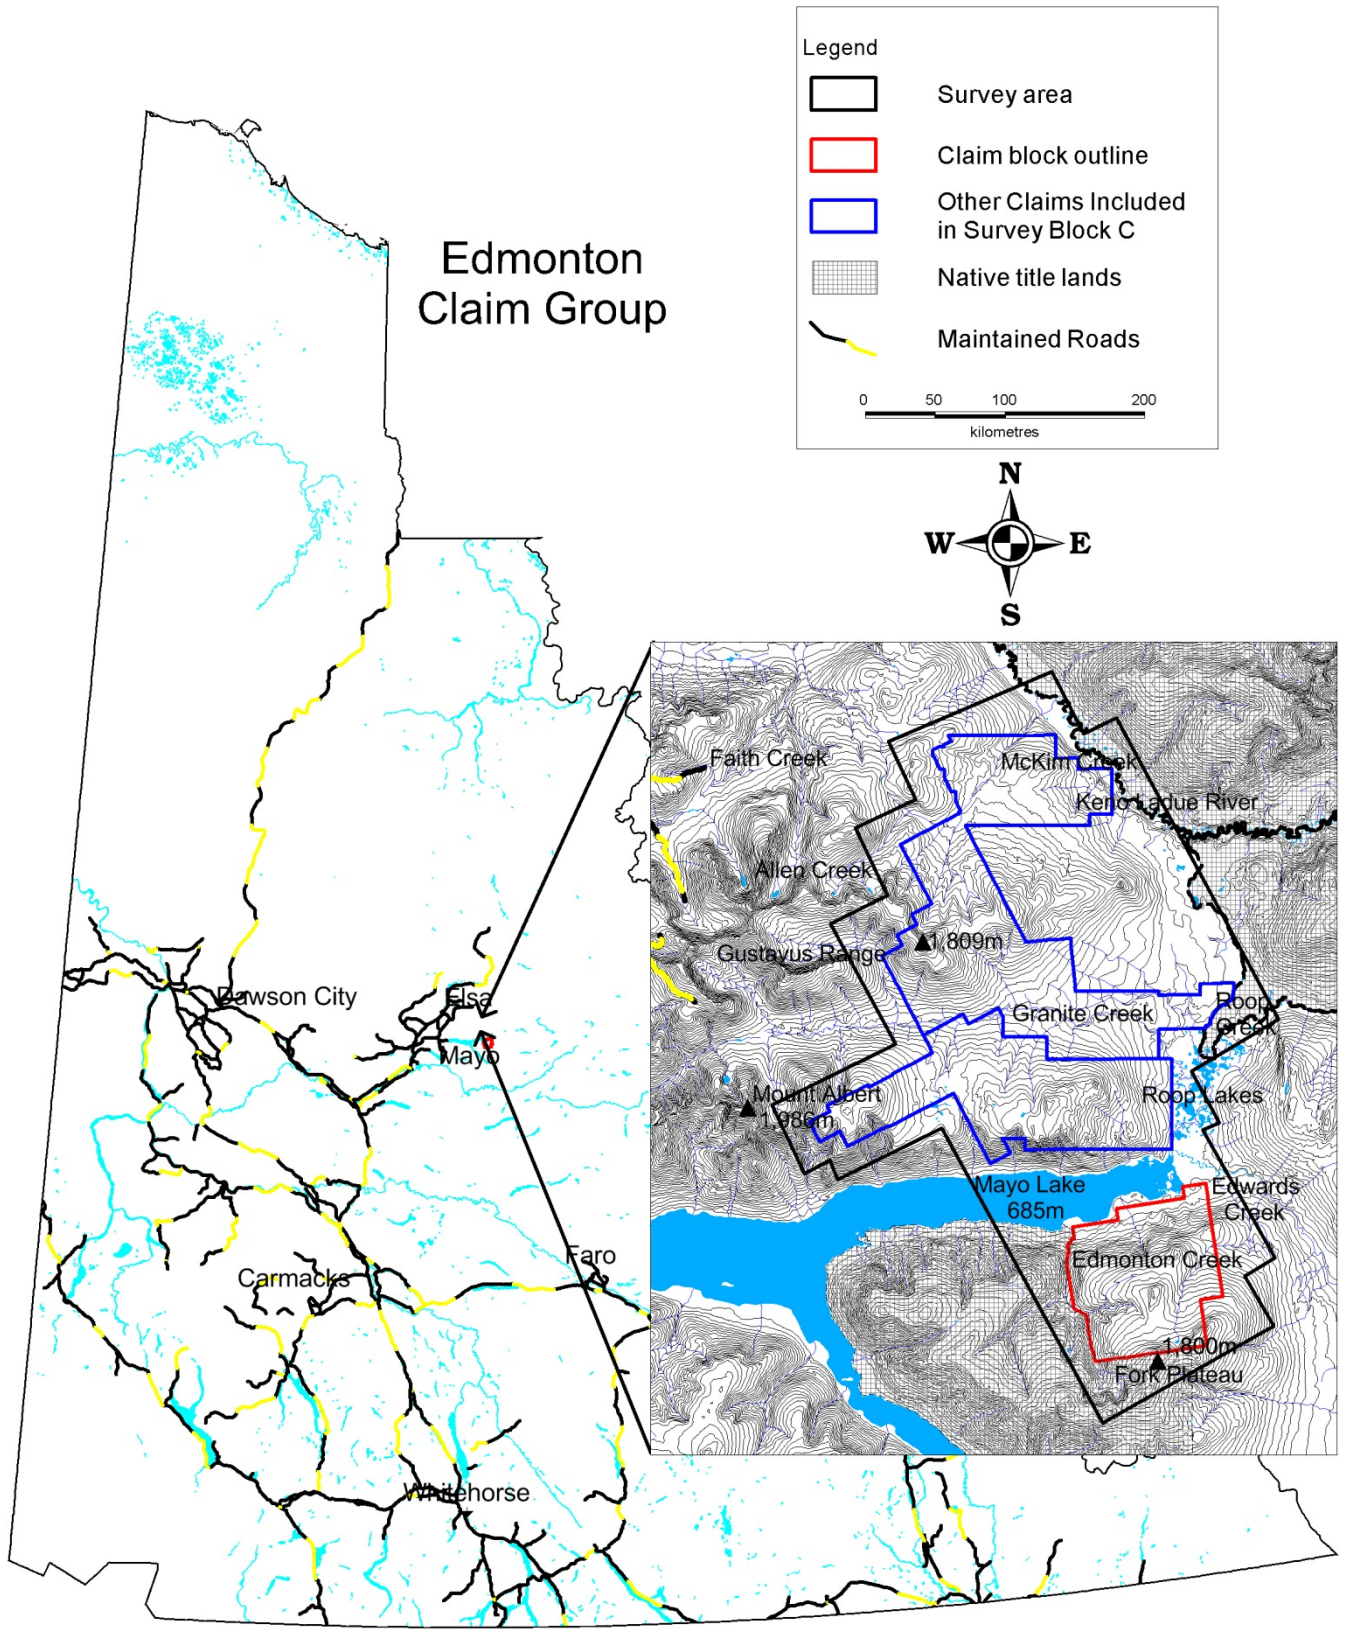 Legend
Survey area
Claim block outline
Other Claims Included
in Survey Block C
Native title lands
Maintained Roads
0 50 100 200
kilometres
Edmonton
Claim Group
N
W E
S
Faith Creek
McKim Creek
Keno Ladue River
Allen Creek
1,809m
Gustavus Range
Roop
Creek
Granite Creek
Mount Albert
1,986m
Roop Lakes
Mayo Lake
685m
Edwards
Creek
Edmonton Creek
1,800m
Fork Plateau
Dawson City
Elsa
Mayo
Faro
Carmacks
Whitehorse